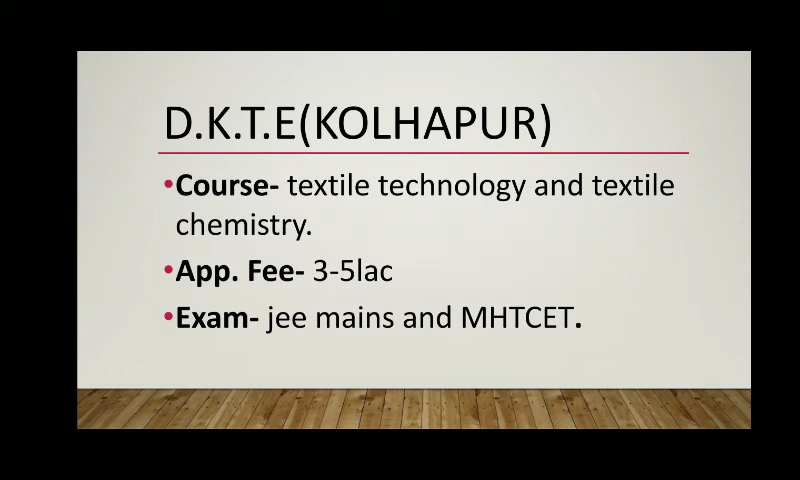 D.K.T.E(KOLHAPUR)
•Course- textile technology and textile
chemistry.
•App. Fee- 3-5lac
•Exam- jee mains and MHTCET.